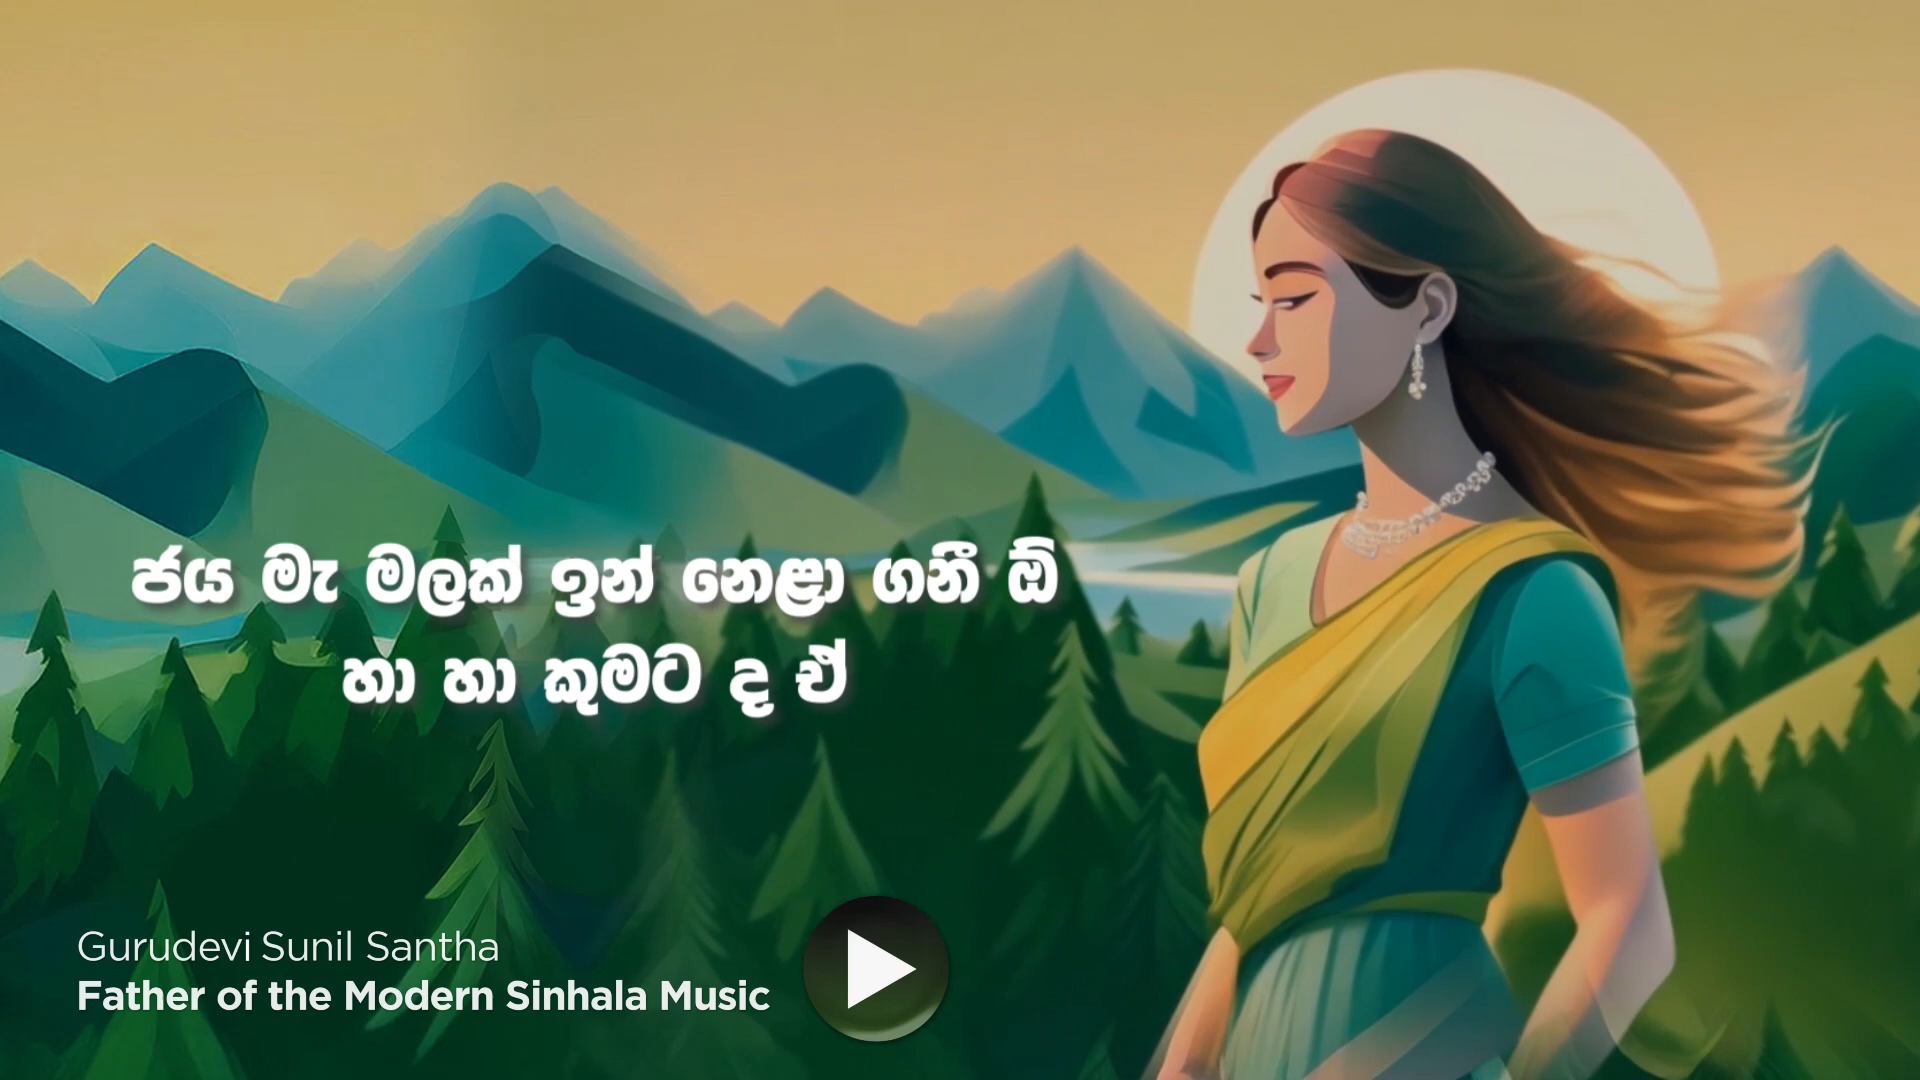 ජය මැ මලක් ඉන් නෙළා ගනී ඕ
හා හා කුමට ද ඒ
Gurudevi Sunil Santha
Father of the Modern Sinhala Music